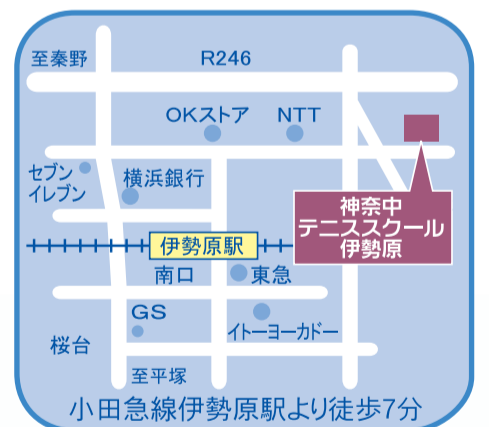 至秦野
R246
OKストア
NTT
セブン
イレブン
横浜銀行
神奈中
テニススクール
伊勢原
伊勢原駅
南口
東急
GS
イトーヨーカドー
桜台
至平塚
小田急線伊勢原駅より徒歩7分